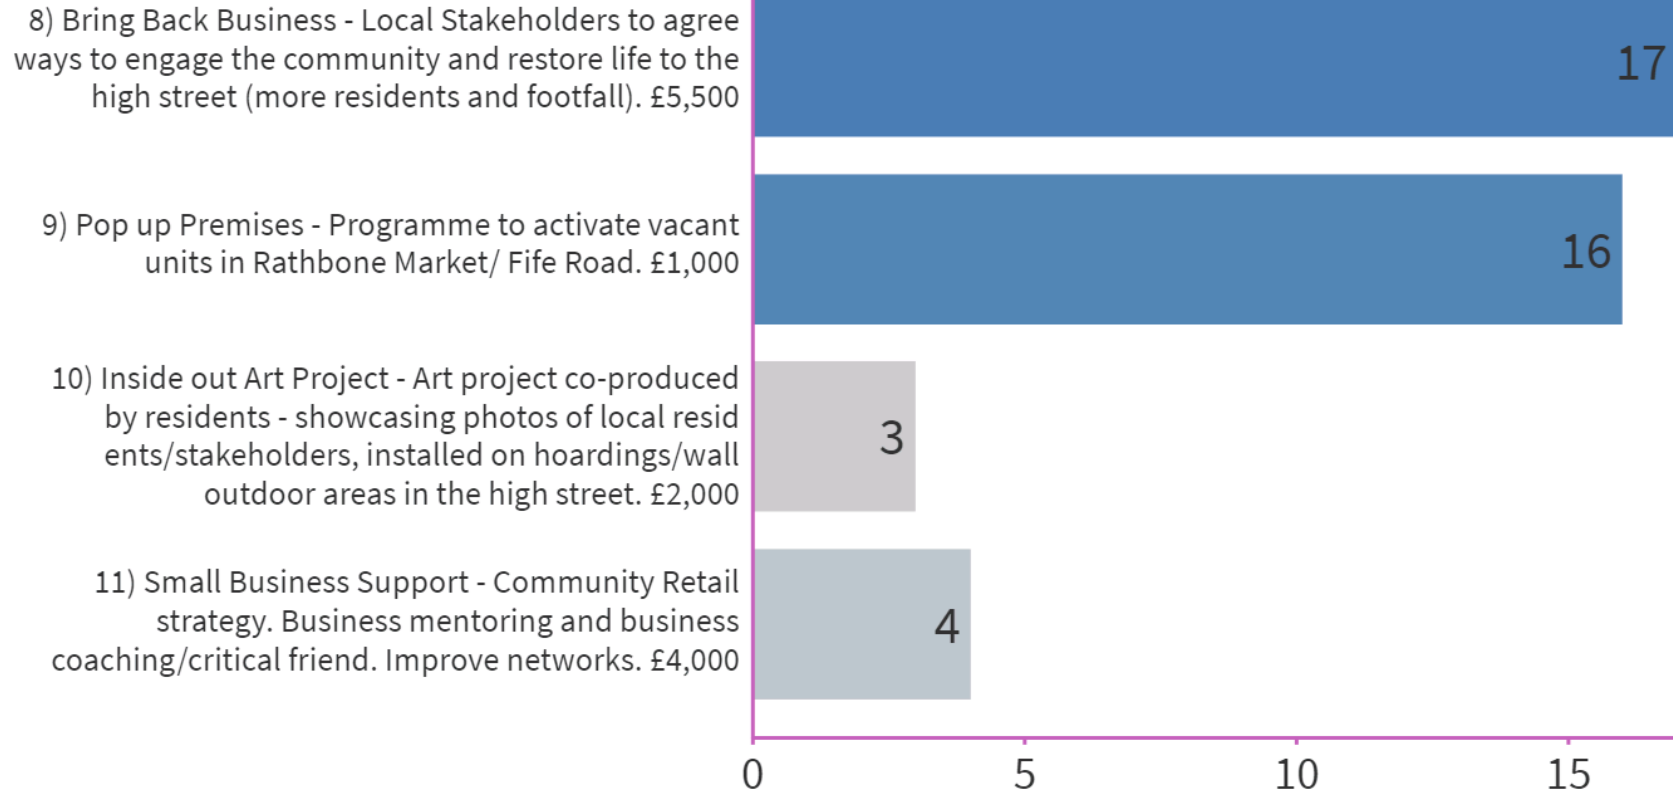 8) Bring Back Business - Local Stakeholders to agree
ways to engage the community and restore life to the
high street (more residents and footfall). £5,500
17
9) Pop up Premises - Programme to activate vacant
units in Rathbone Market/ Fife Road. £1,000
16
10) Inside out Art Project - Art project co-produced
by residents - showcasing photos of local resid
ents/stakeholders, installed on hoardings/wall
outdoor areas in the high street. £2,000
3
11) Small Business Support - Community Retail
strategy. Business mentoring and business
coaching/critical friend. Improve networks. £4,000
4
0 5 10 15